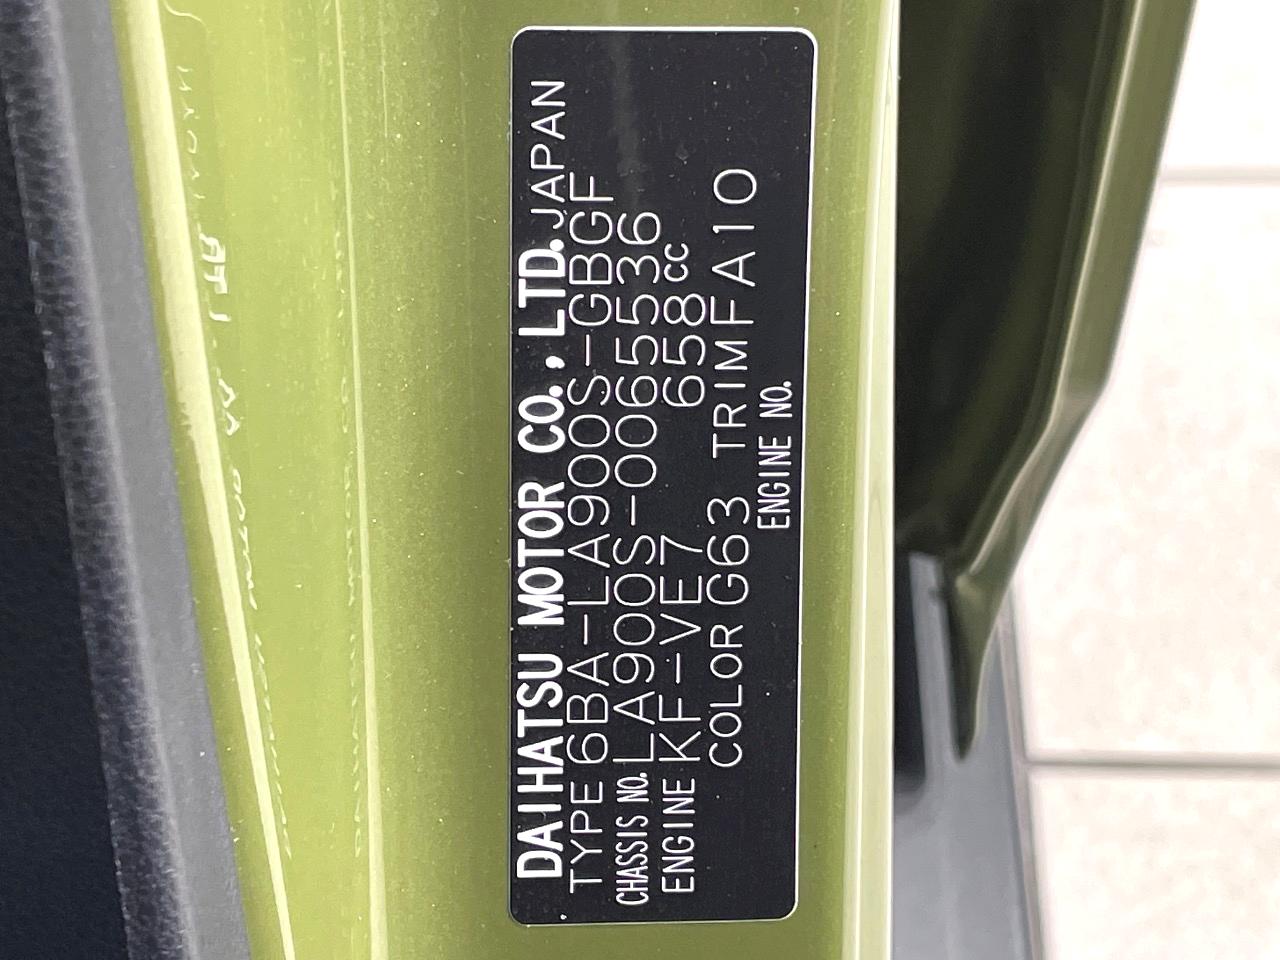 DAIHATSU MOTOR CO., LTD. JAPAN
TYPE 6BA-LA900S-GBGF
CHASSIS NO. LA900S-0065536
ENGINE KF-VE7 658cc
COLOR G63 TRIM FA10
ENGINE NO.